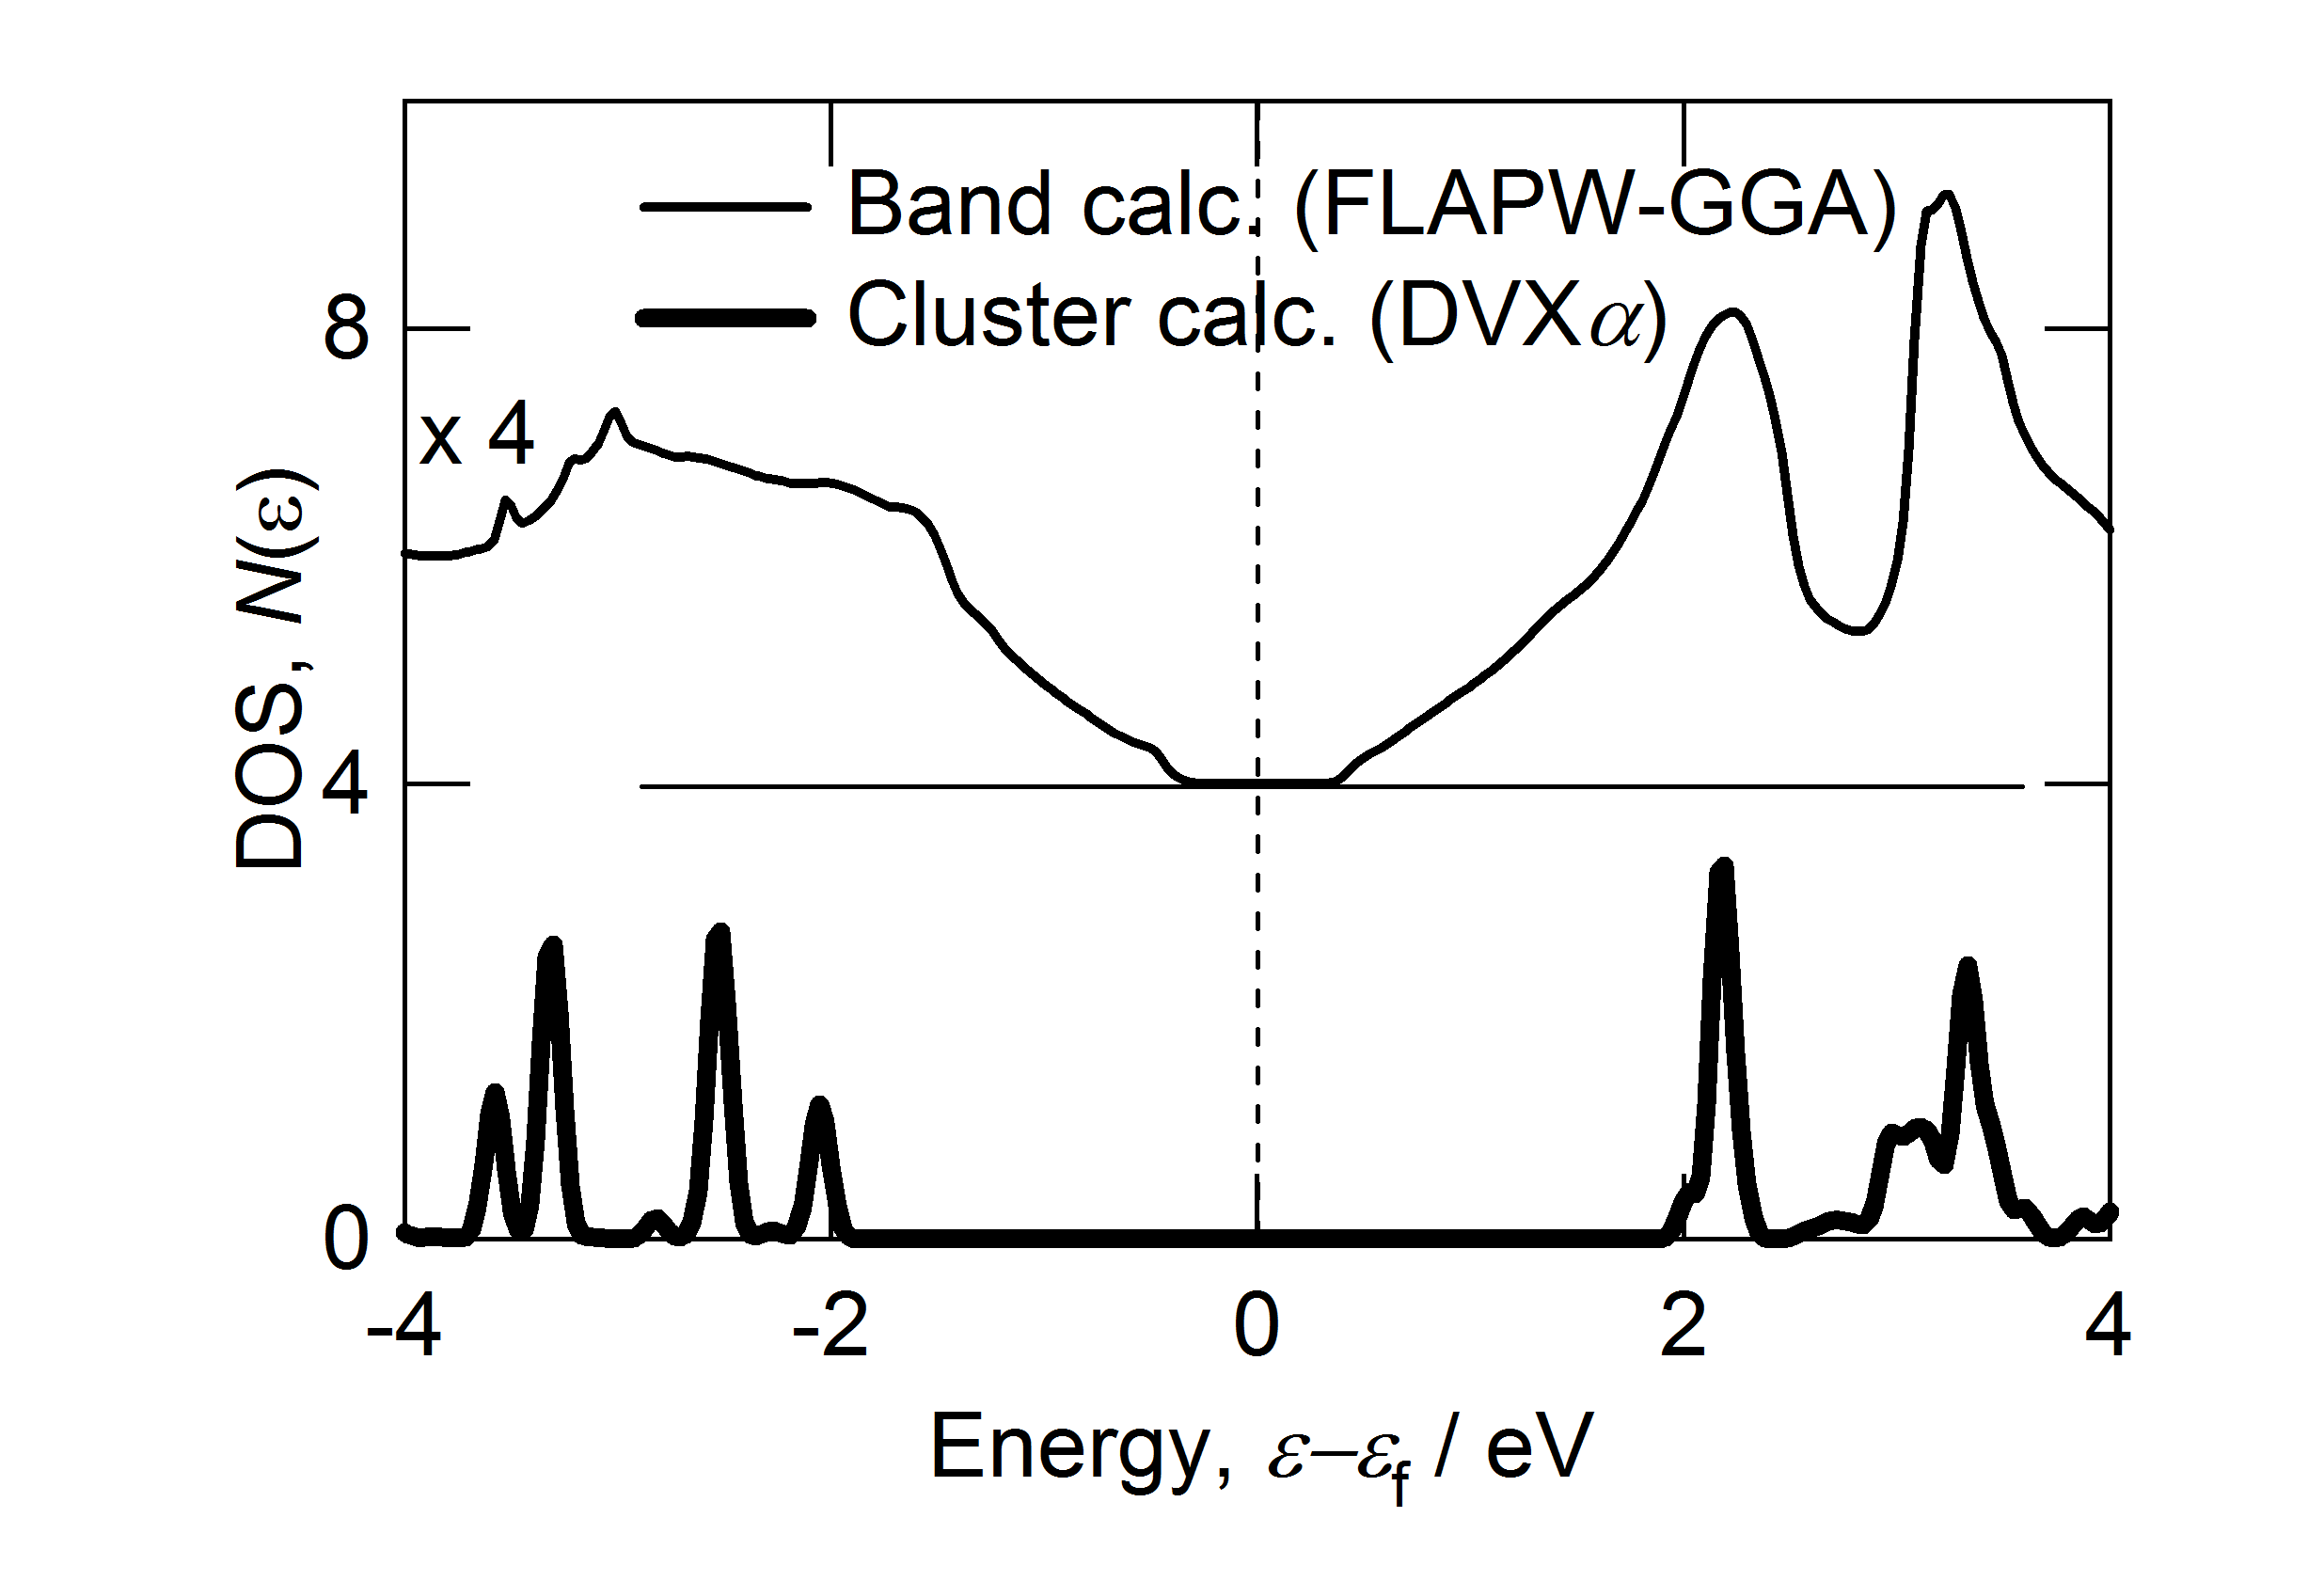 Band calc. (FLAPW-GGA)
Cluster calc. (DVXα)
8
x 4
DOS, N(ε)
4
0
-4 -2 0 2 4
Energy, ε−εf / eV